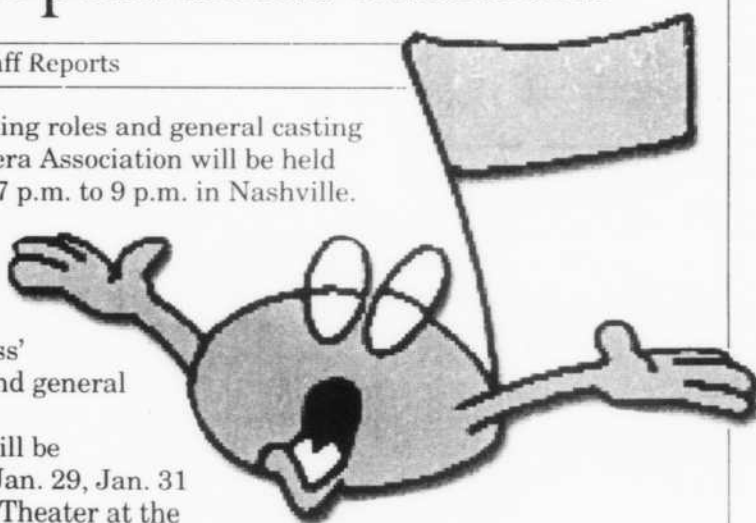 ff Reports
ing roles and general casting
era Association will be held
7 p.m. to 9 p.m. in Nashville.
ss'
nd general
ill be
Jan. 29, Jan. 31
Theater at the